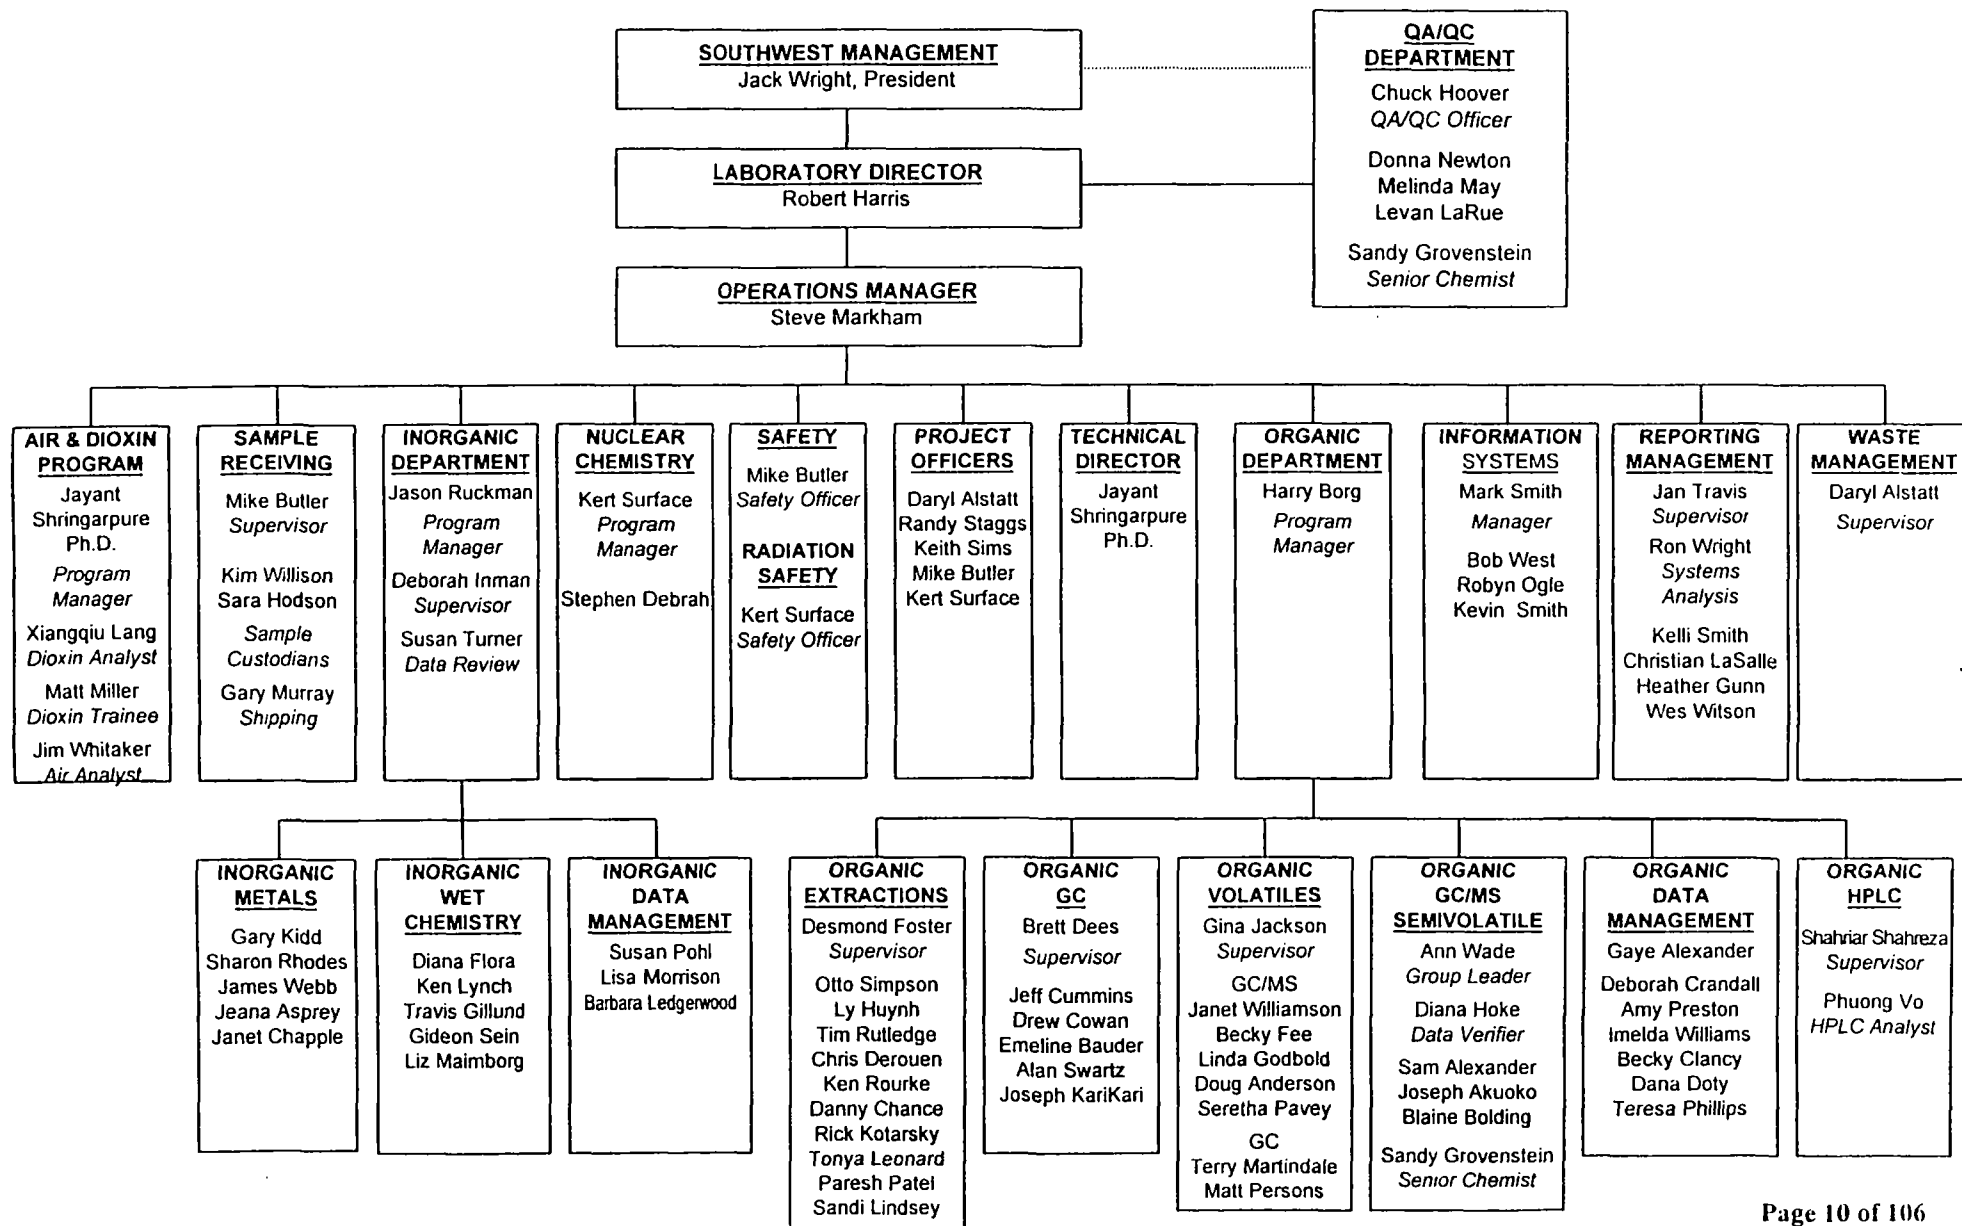 SOUTHWEST MANAGEMENT
Jack Wright, President
QA/QC
DEPARTMENT
Chuck Hoover
QA/QC Officer
Donna Newton
Melinda May
Levan LaRue
Sandy Grovenstein
Senior Chemist
LABORATORY DIRECTOR
Robert Harris
OPERATIONS MANAGER
Steve Markham
AIR & DIOXIN
PROGRAM
Jayant
Shringarpure
Ph.D.
Program
Manager
Xiangqiu Lang
Dioxin Analyst
Matt Miller
Dioxin Trainee
Jim Whitaker
Air Analyst
SAMPLE
RECEIVING
Mike Butler
Supervisor
Kim Willison
Sara Hodson
Sample
Custodians
Gary Murray
Shipping
INORGANIC
DEPARTMENT
Jason Ruckman
Program
Manager
Deborah Inman
Supervisor
Susan Turner
Data Review
NUCLEAR
CHEMISTRY
Kert Surface
Program
Manager
Stephen Debrah
SAFETY
Mike Butler
Safety Officer
RADIATION
SAFETY
Kert Surface
Safety Officer
PROJECT
OFFICERS
Daryl Alstatt
Randy Staggs
Keith Sims
Mike Butler
Kert Surface
TECHNICAL
DIRECTOR
Jayant
Shringarpure
Ph.D.
ORGANIC
DEPARTMENT
Harry Borg
Program
Manager
INFORMATION
SYSTEMS
Mark Smith
Manager
Bob West
Robyn Ogle
Kevin Smith
REPORTING
MANAGEMENT
Jan Travis
Supervisor
Ron Wright
Systems
Analysis
Kelli Smith
Christian LaSalle
Heather Gunn
Wes Witson
WASTE
MANAGEMENT
Daryl Alstatt
Supervisor
INORGANIC
METALS
Gary Kidd
Sharon Rhodes
James Webb
Jeana Asprey
Janet Chapple
INORGANIC
WET
CHEMISTRY
Diana Flora
Ken Lynch
Travis Gillund
Gideon Sein
Liz Maimborg
INORGANIC
DATA
MANAGEMENT
Susan Pohl
Lisa Morrison
Barbara Ledgerwood
ORGANIC
EXTRACTIONS
Desmond Foster
Supervisor
Otto Simpson
Ly Huynh
Tim Rutledge
Chris Derouen
Ken Rourke
Danny Chance
Rick Kotarsky
Tonya Leonard
Paresh Patel
Sandi Lindsey
ORGANIC
GC
Brett Dees
Supervisor
Jeff Cummins
Drew Cowan
Emeline Bauder
Alan Swartz
Joseph KariKari
ORGANIC
VOLATILES
Gina Jackson
Supervisor
GC/MS
Janet Williamson
Becky Fee
Linda Godbold
Doug Anderson
Seretha Pavey
GC
Terry Martindale
Matt Persons
ORGANIC
GC/MS
SEMIVOLATILE
Ann Wade
Group Leader
Diana Hoke
Data Verifier
Sam Alexander
Joseph Akuoko
Blaine Bolding
Sandy Grovenstein
Senior Chemist
ORGANIC
DATA
MANAGEMENT
Gaye Alexander
Deborah Crandall
Amy Preston
Imelda Williams
Becky Clancy
Dana Doty
Teresa Phillips
ORGANIC
HPLC
Shahriar Shahreza
Supervisor
Phuong Vo
HPLC Analyst
Page 10 of 106